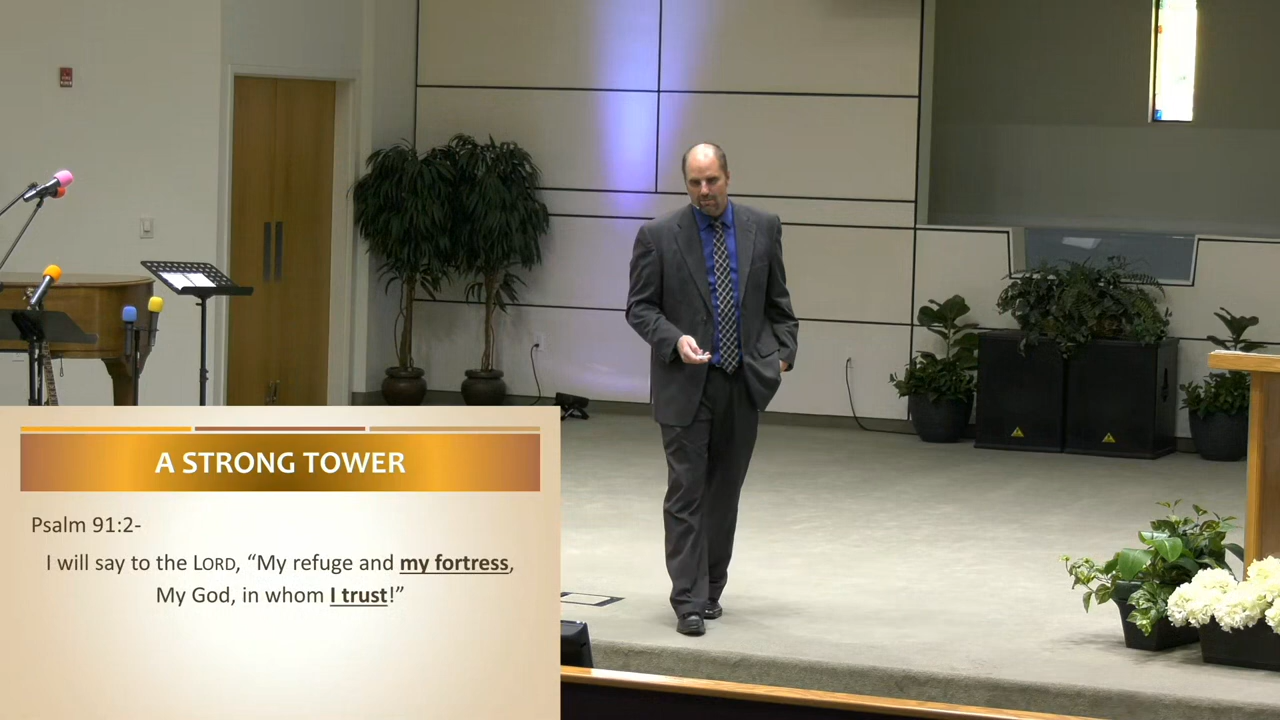 A STRONG TOWER
Psalm 91:2-
I will say to the LORD, “My refuge and my fortress,
My God, in whom I trust!”